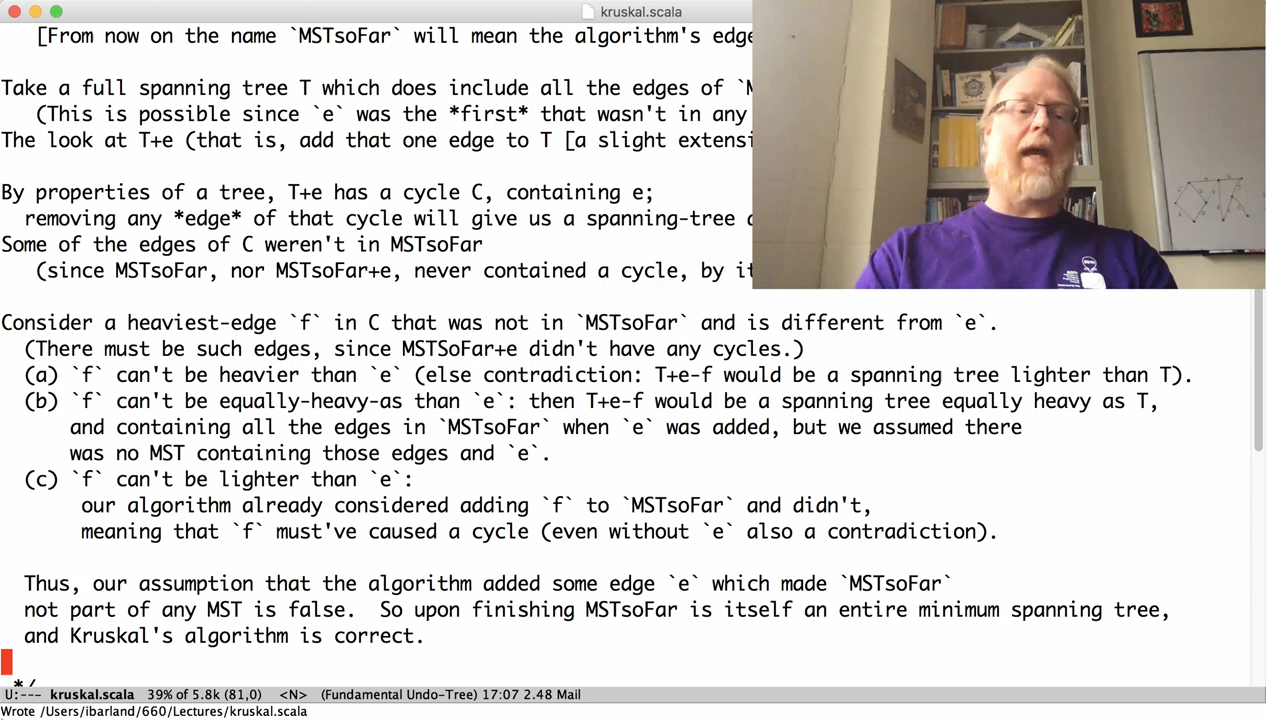 kruskal.scala
[From now on the name `MSTsoFar` will mean the algorithm's edge
Take a full spanning tree T which does include all the edges of `M
(This is possible since `e` was the *first* that wasn't in any
The look at T+e (that is, add that one edge to T [a slight extensi
By properties of a tree, T+e has a cycle C, containing e;
removing any *edge* of that cycle will give us a spanning-tree
Some of the edges of C weren't in MSTsoFar
(since MSTsoFar, nor MSTsoFar+e, never contained a cycle, by it
Consider a heaviest-edge `f` in C that was not in `MSTsoFar` and is different from `e`.
(There must be such edges, since MSTSoFar+e didn't have any cycles.)
(a) `f` can't be heavier than `e` (else contradiction: T+e-f would be a spanning tree lighter than T).
(b) `f` can't be equally-heavy-as than `e`: then T+e-f would be a spanning tree equally heavy as T,
and containing all the edges in `MSTsoFar` when `e` was added, but we assumed there
was no MST containing those edges and `e`.
(c) `f` can't be lighter than `e`:
our algorithm already considered adding `f` to `MSTsoFar` and didn't,
meaning that `f` must've caused a cycle (even without `e` also a contradiction).
Thus, our assumption that the algorithm added some edge `e` which made `MSTsoFar`
not part of any MST is false.  So upon finishing MSTsoFar is itself an entire minimum spanning tree,
and Kruskal's algorithm is correct.
*/
U:--- kruskal.scala 39% of 5.8k (81,0) <N> (Fundamental Undo-Tree) 17:07 2.48 Mail
Wrote /Users/ibarland/660/Lectures/kruskal.scala